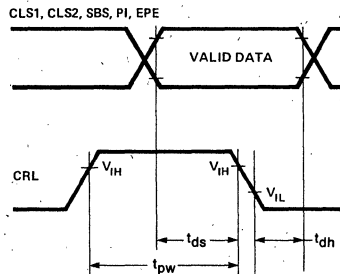 CLS1, CLS2, SBS, PI, EPE
VALID DATA
CRL
VIH
VIH
VIL
tds
tdh
tpw